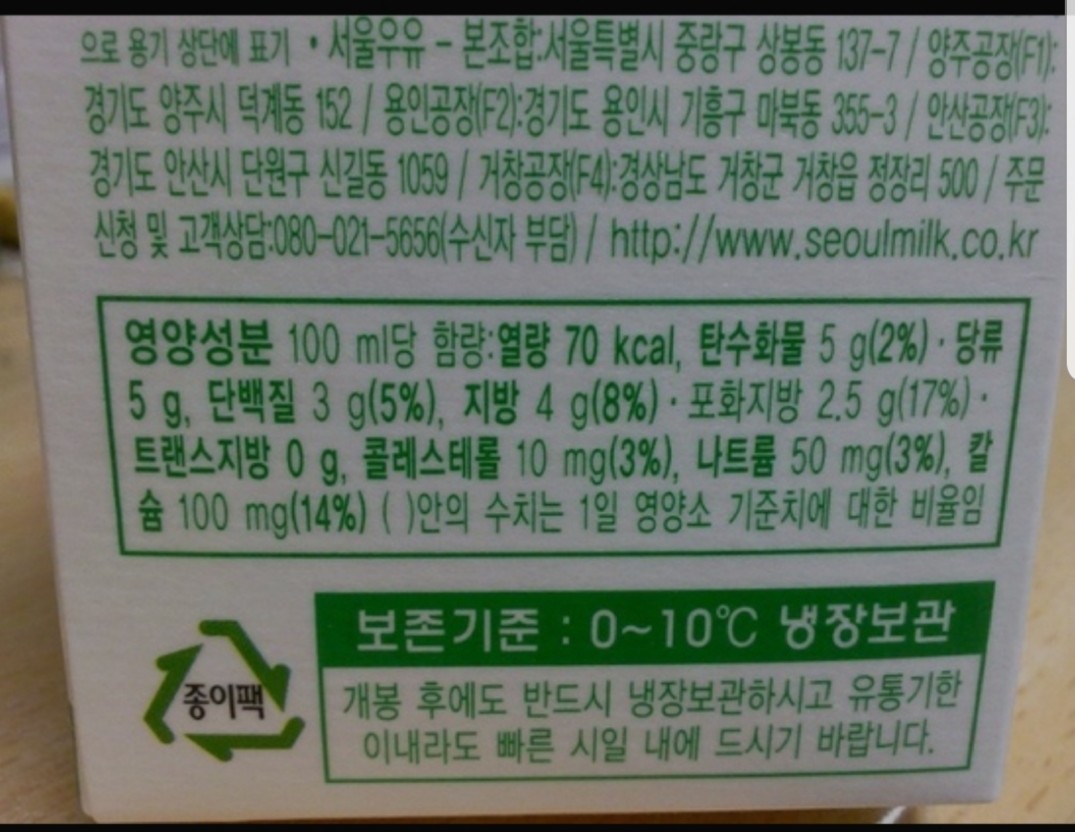 으로 용기 상단에 표기 • 서울우유 - 본조합:서울특별시 중랑구 상봉동 137-7 / 양주공장(F1):
경기도 양주시 덕계동 152 / 용인공장(F2):경기도 용인시 기흥구 마북동 355-3 / 안산공장(F3):
경기도 안산시 단원구 신길동 1059 / 거창공장(F4):경상남도 거창군 거창읍 정장리 500 / 주문
신청 및 고객상담:080-021-5656(수신자 부담) / http://www.seoulmilk.co.kr
영양성분 100 ml당 함량:열량 70 kcal, 탄수화물 5 g(2%) · 당류
5 g, 단백질 3 g(5%), 지방 4 g(8%) · 포화지방 2.5 g(17%) ·
트랜스지방 0 g, 콜레스테롤 10 mg(3%), 나트륨 50 mg(3%), 칼
슘 100 mg(14%) ( )안의 수치는 1일 영양소 기준치에 대한 비율임
보존기준 : 0~10℃ 냉장보관
종이팩
개봉 후에도 반드시 냉장보관하시고 유통기한
이내라도 빠른 시일 내에 드시기 바랍니다.